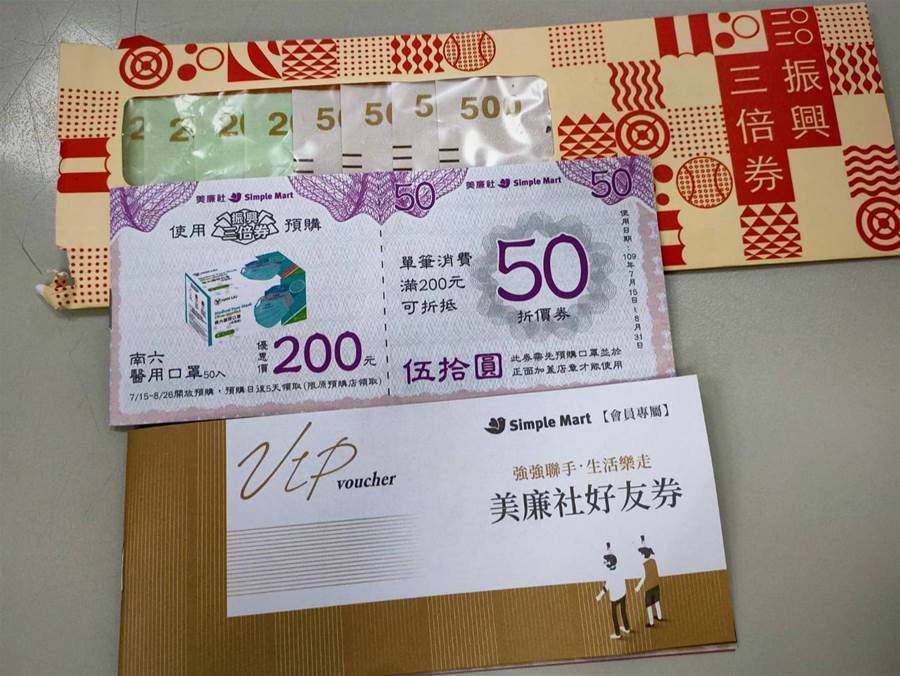 二〇二〇
振興
三倍券
2
2
20
2
50
50
5
500
美廉社 Simple Mart
使用 振興三倍券 預購
南六
醫用口罩50入
優惠價200元
7/15-8/26開放預購，預購日後5天領取(限原預購店領取)
50
美廉社 Simple Mart
50
單筆消費
滿200元
可折抵
50
折價券
使用日期：109年7月15日-8月31日
伍拾圓
此券需先預購口罩並於
正面加蓋店章才能使用
VIP voucher
Simple Mart【會員專屬】
強強聯手·生活樂走
美廉社好友券